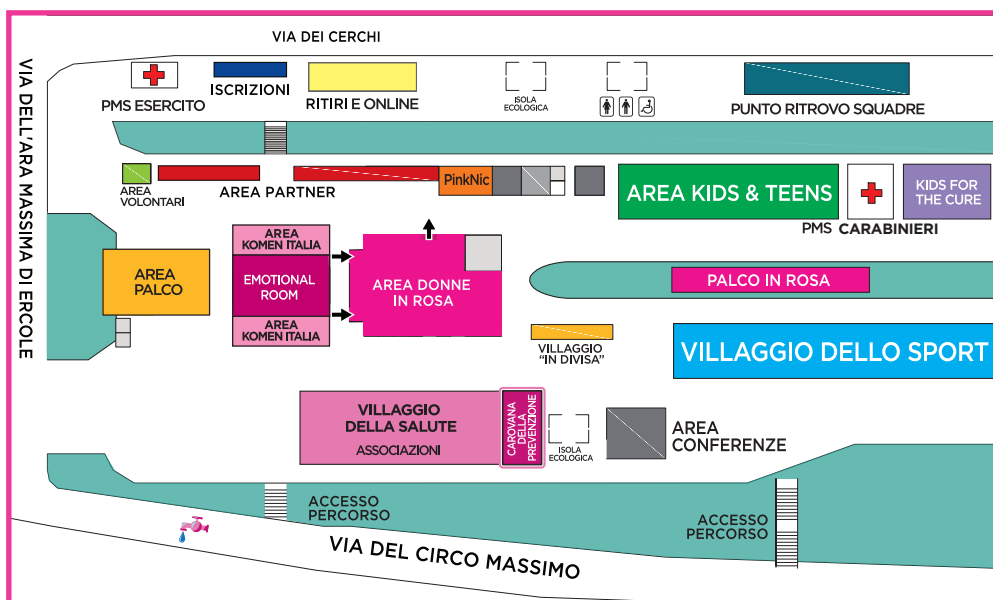 VIA DEI CERCHI
VIA DELL'ARA MASSIMA DI ERCOLE
PMS ESERCITO
ISCRIZIONI
RITIRI E ONLINE
ISOLA
ECOLOGICA
PUNTO RITROVO SQUADRE
AREA
VOLONTARI
AREA PARTNER
PinkNic
AREA KIDS & TEENS
PMS CARABINIERI
KIDS FOR
THE CURE
AREA
PALCO
AREA
KOMEN ITALIA
EMOTIONAL
ROOM
AREA
KOMEN ITALIA
AREA DONNE
IN ROSA
PALCO IN ROSA
VILLAGGIO
"IN DIVISA"
VILLAGGIO DELLO SPORT
VILLAGGIO
DELLA SALUTE
ASSOCIAZIONI
CAROVANA
DELLA
PREVENZIONE
ISOLA
ECOLOGICA
AREA
CONFERENZE
ACCESSO
PERCORSO
ACCESSO
PERCORSO
VIA DEL CIRCO MASSIMO